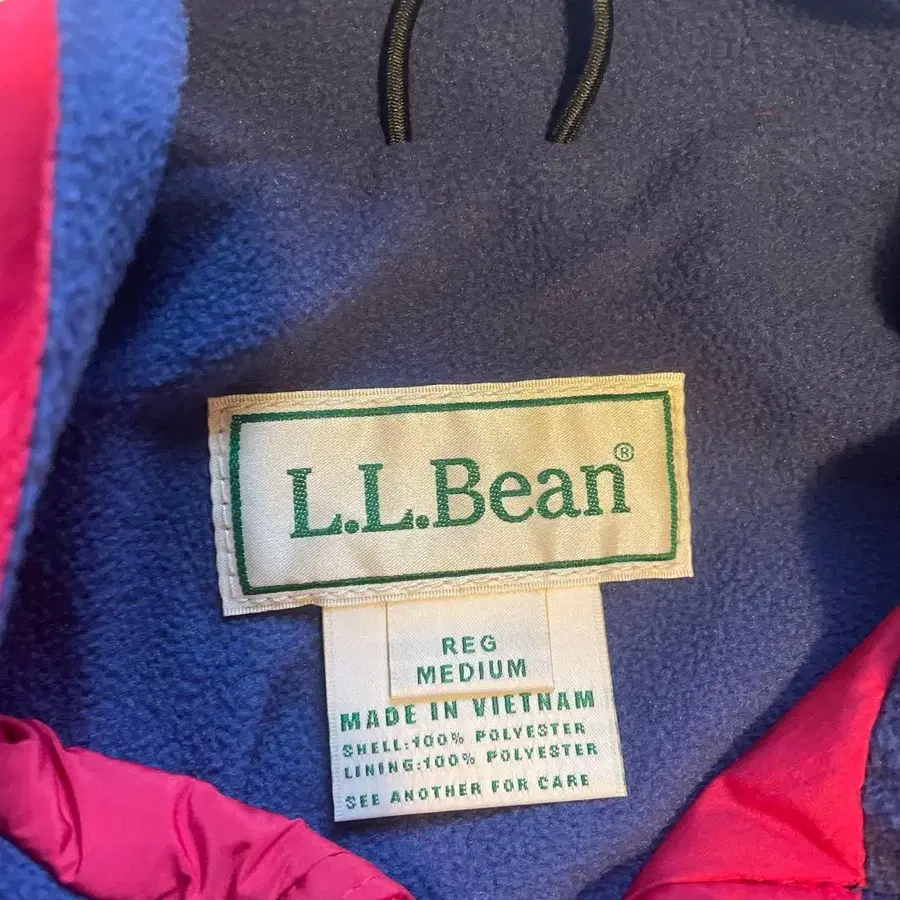 L.L.Bean®
REG
MEDIUM
MADE IN VIETNAM
SHELL:100% POLYESTER
LINING:100% POLYESTER
SEE ANOTHER FOR CARE